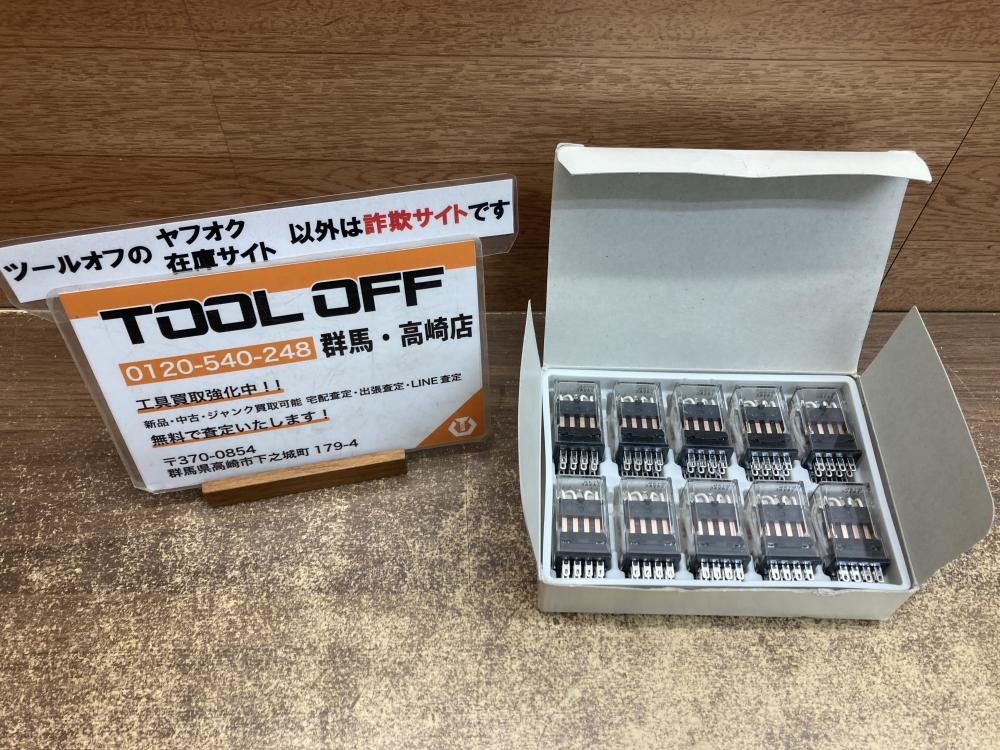 ツールオフの ヤフオク 在庫サイト 以外は詐欺サイトです
TOOL OFF
0120-540-248 群馬・高崎店
工具買取強化中！！
新品・中古・ジャンク買取可能 宅配査定・出張査定・LINE査定
無料で査定いたします！
〒370-0854
群馬県高崎市下之城町 179-4